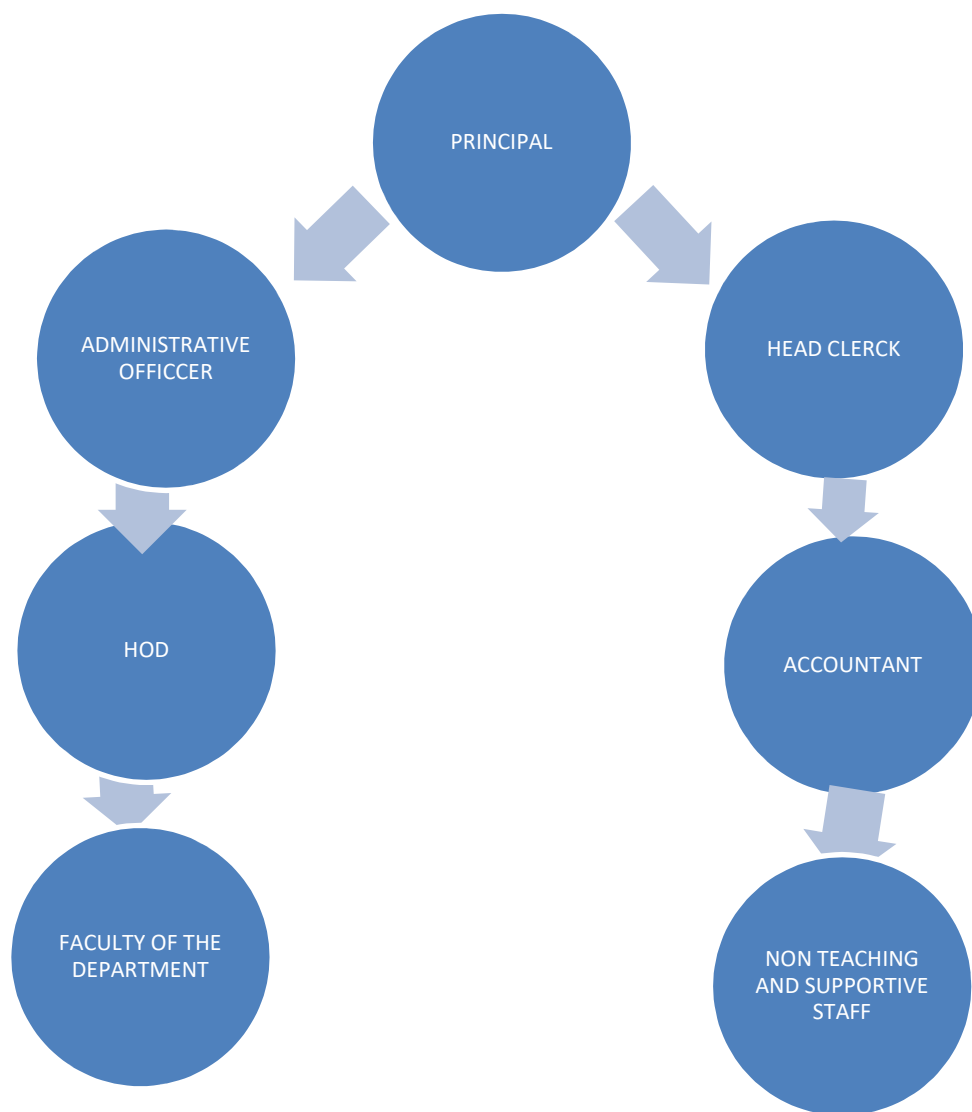 PRINCIPAL
ADMINISTRATIVE
OFFICCER
HEAD CLERCK
HOD
ACCOUNTANT
FACULTY OF THE
DEPARTMENT
NON TEACHING
AND SUPPORTIVE
STAFF